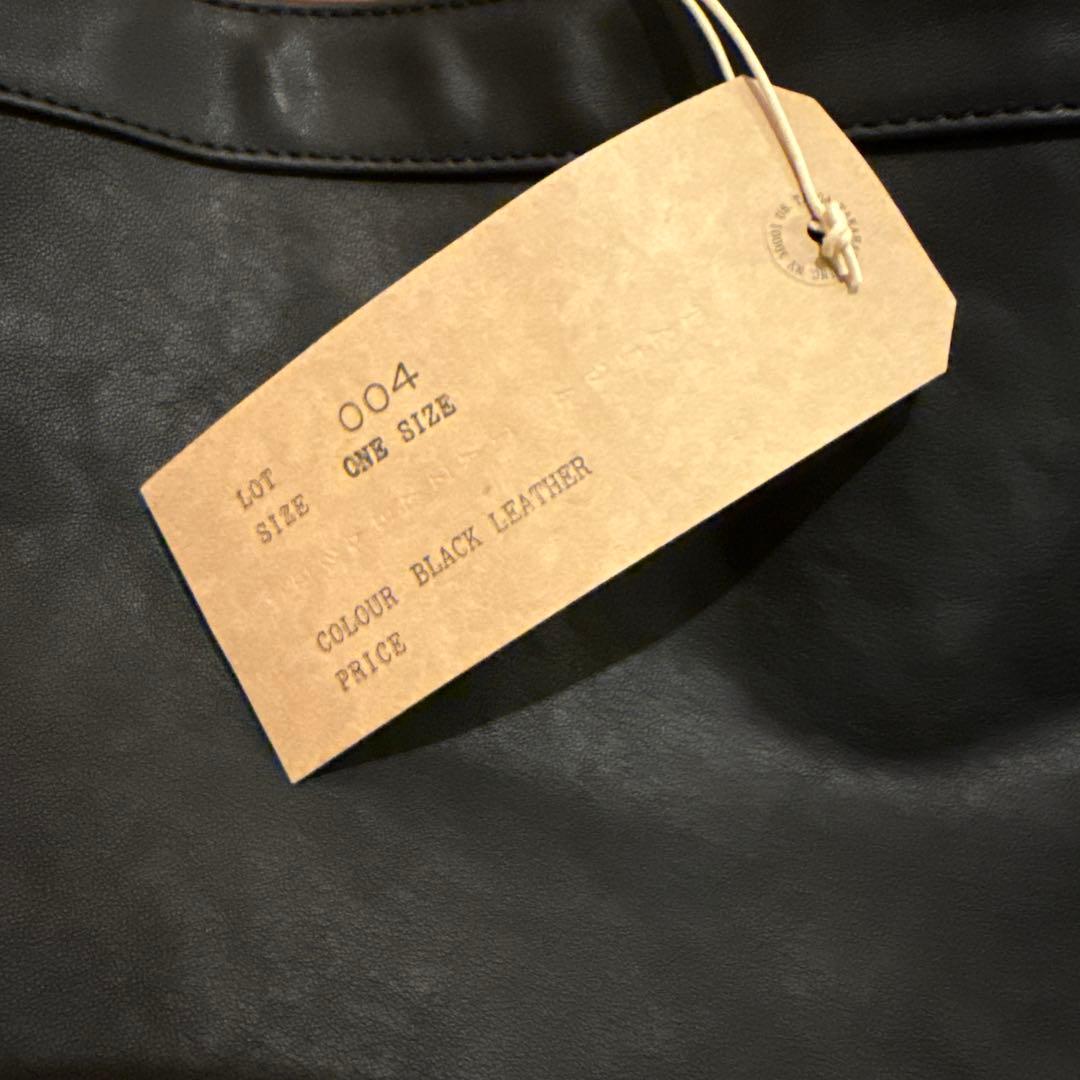 LOT 004
SIZE ONE SIZE
COLOUR BLACK LEATHER
PRICE